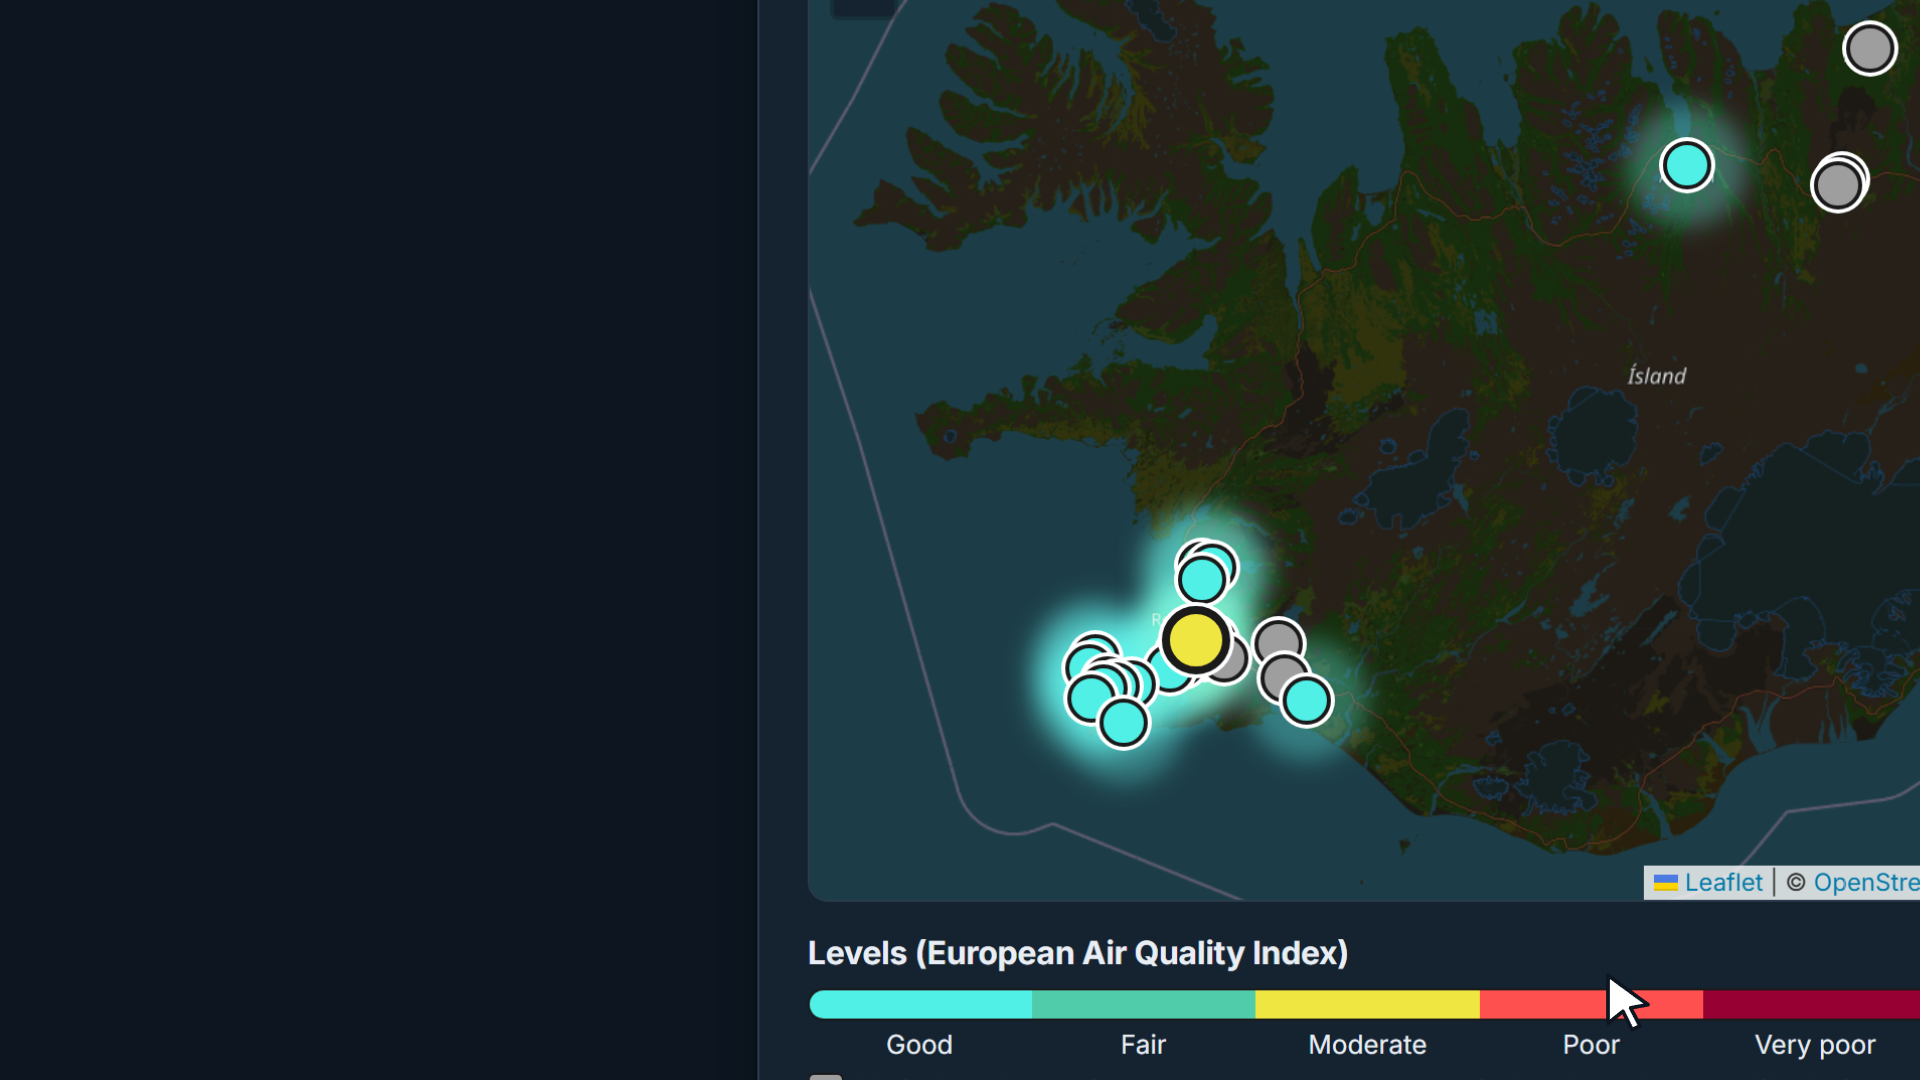 Ísland
Leaflet | © OpenStre
Levels (European Air Quality Index)
Good Fair Moderate Poor Very poor